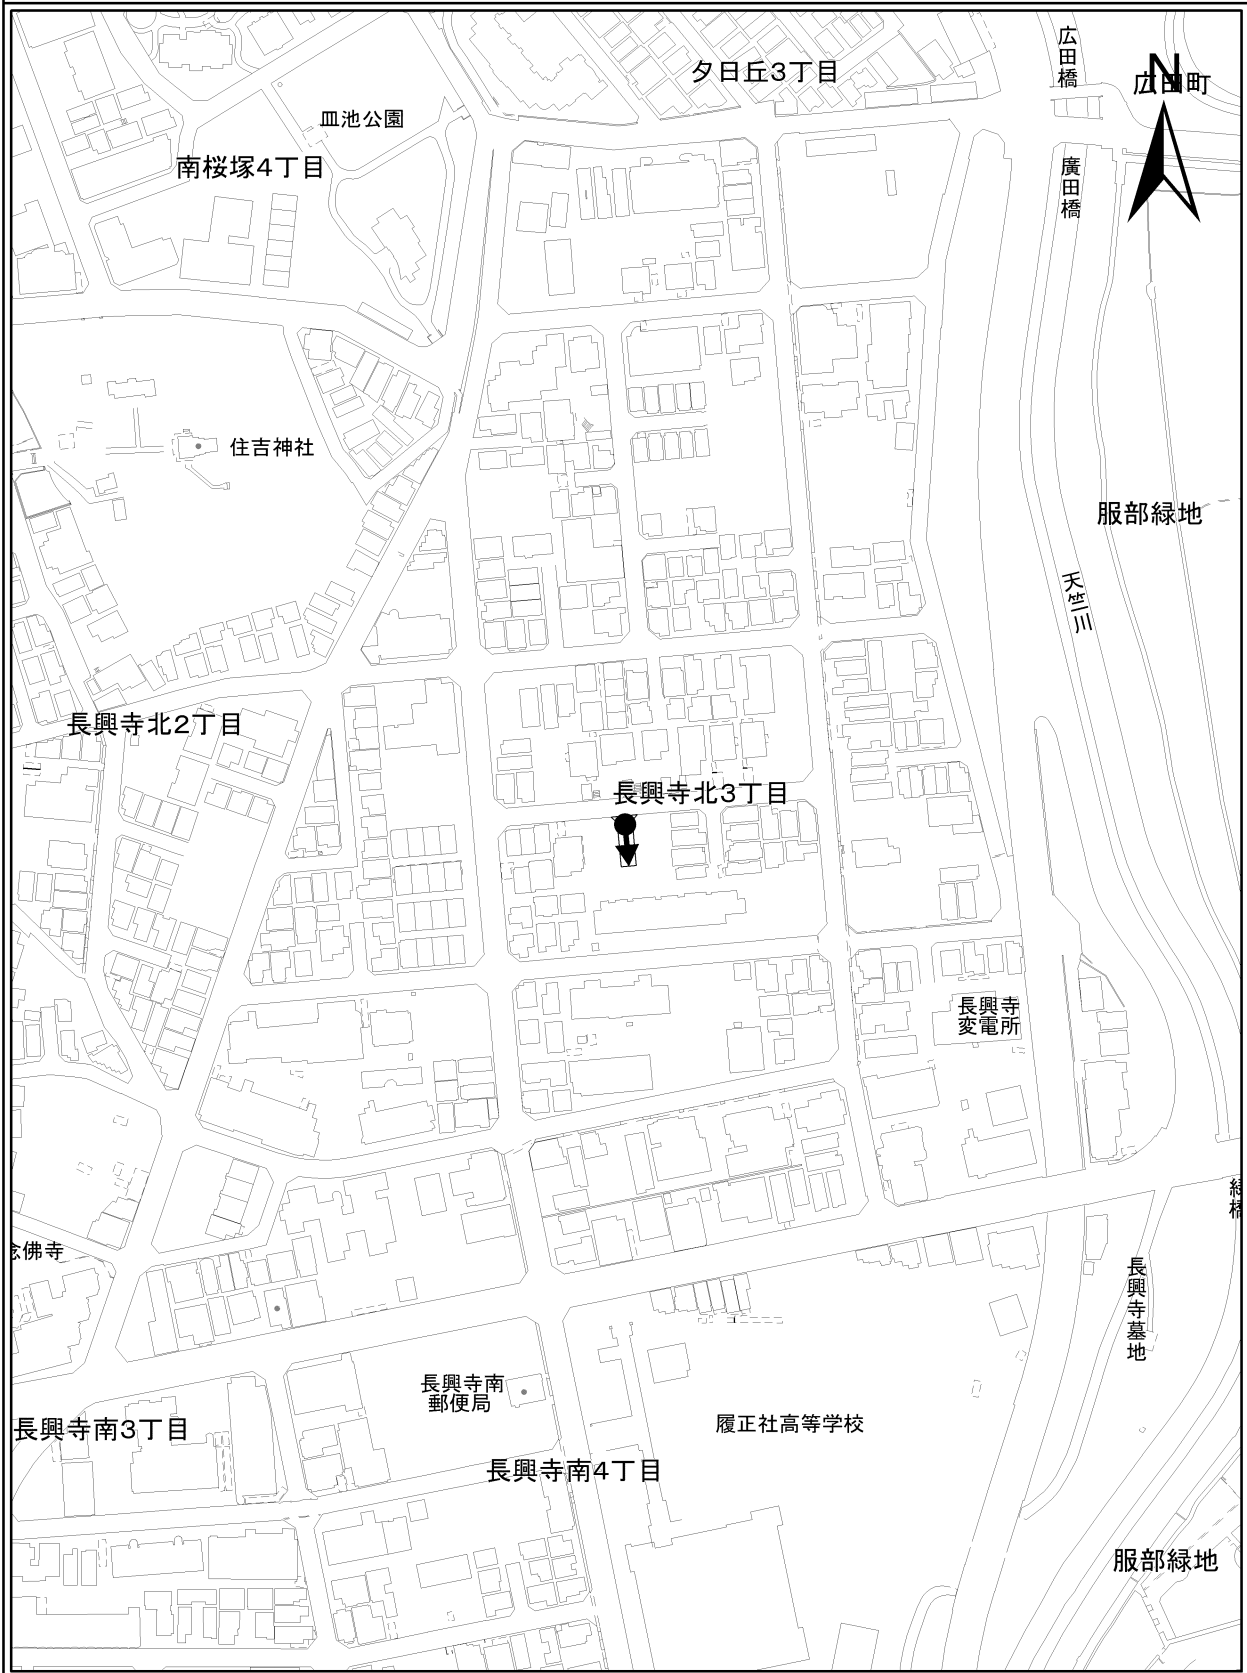 広田橋
夕日丘3丁目
N
広田町
皿池公園
南桜塚4丁目
廣田橋
住吉神社
服部緑地
天竺川
長興寺北2丁目
長興寺北3丁目
長興寺
変電所
緑橋
念佛寺
長興寺墓地
長興寺南
郵便局
長興寺南3丁目
履正社高等学校
長興寺南4丁目
服部緑地